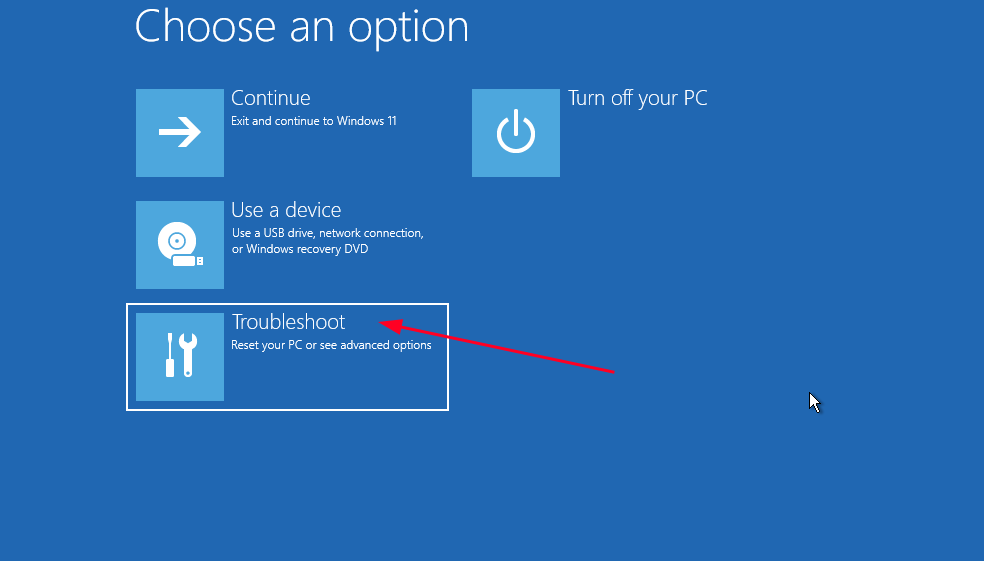 Choose an option
Continue
Exit and continue to Windows 11
Turn off your PC
Use a device
Use a USB drive, network connection,
or Windows recovery DVD
Troubleshoot
Reset your PC or see advanced options